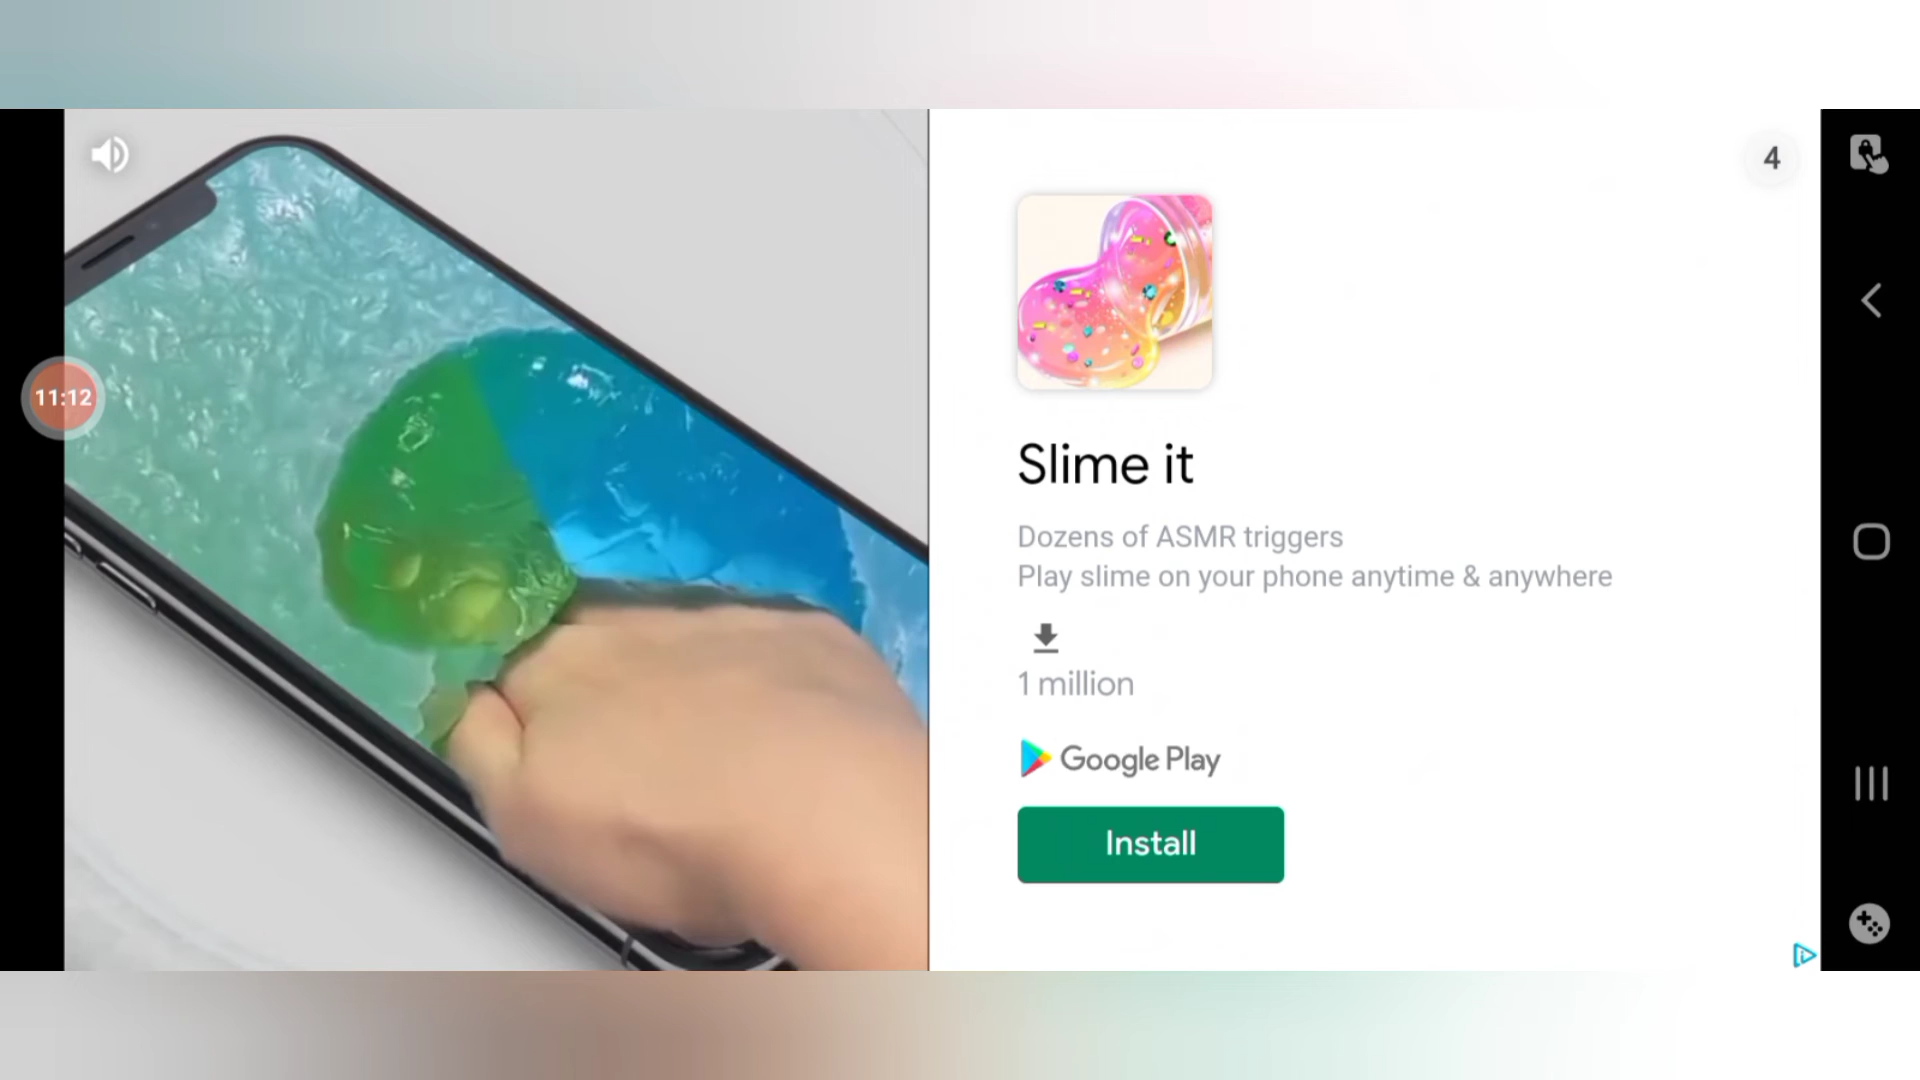 11:12
4
Slime it
Dozens of ASMR triggers
Play slime on your phone anytime & anywhere
1 million
Google Play
Install